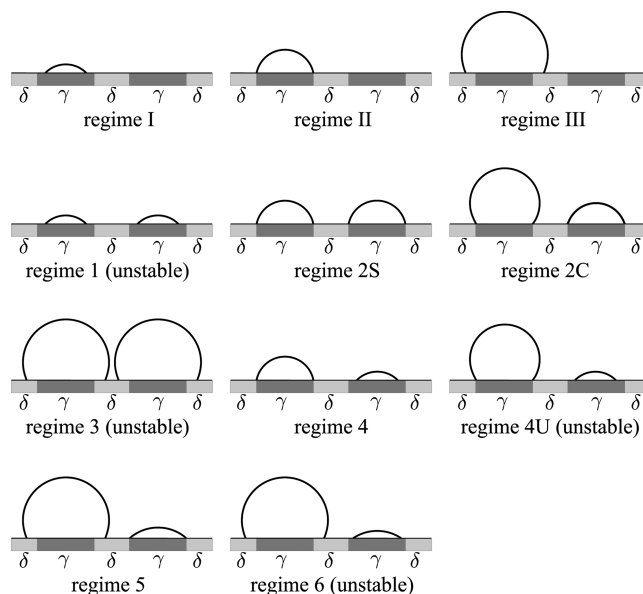 δ γ δ γ δ δ γ δ γ δ δ γ δ γ δ
regime I regime II regime III
δ γ δ γ δ δ γ δ γ δ δ γ δ γ δ
regime 1 (unstable) regime 2S regime 2C
δ γ δ γ δ δ γ δ γ δ δ γ δ γ δ
regime 3 (unstable) regime 4 regime 4U (unstable)
δ γ δ γ δ δ γ δ γ δ
regime 5 regime 6 (unstable)